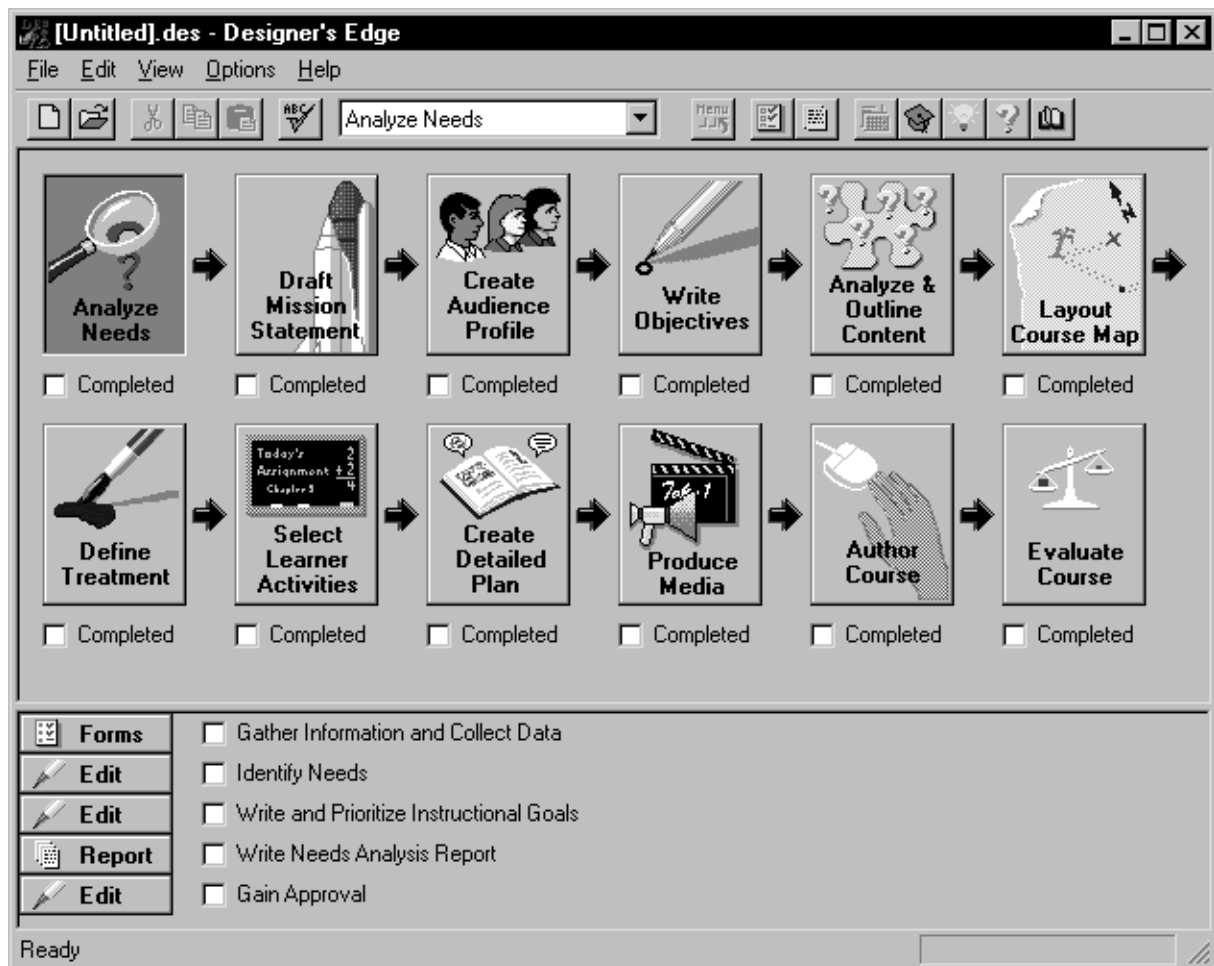 [Untitled].des - Designer's Edge
File Edit View Options Help
ABC Analyze Needs Menu
Analyze
Needs
Draft
Mission
Statement
Create
Audience
Profile
Write
Objectives
Analyze &
Outline
Content
N
x
Layout
Course Map
Completed Completed Completed Completed Completed Completed
Define
Treatment
Today's 2
Assignment + 2
Chapter 3 4
Select
Learner
Activities
Create
Detailed
Plan
Take 1
Produce
Media
Author
Course
Evaluate
Course
Completed Completed Completed Completed Completed Completed
Forms Gather Information and Collect Data
Edit Identify Needs
Edit Write and Prioritize Instructional Goals
Report Write Needs Analysis Report
Edit Gain Approval
Ready